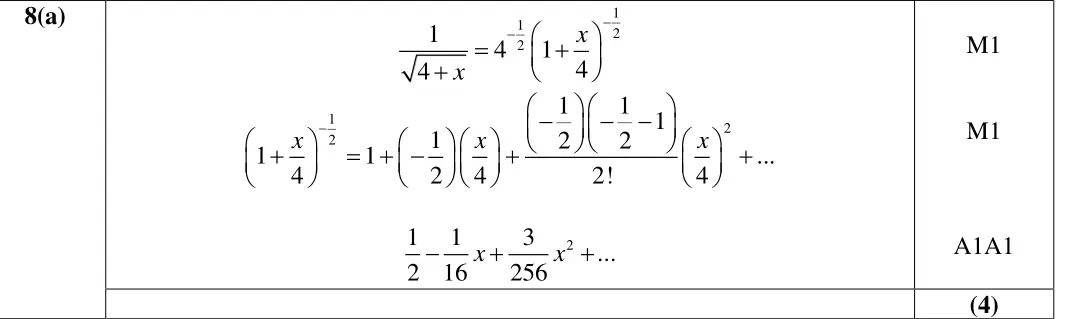 8(a)
1/√(4+x) = 4^(-1/2) (1 + x/4)^(-1/2) M1
(1 + x/4)^(-1/2) = 1 + (-1/2)(x/4) + ((-1/2)(-1/2 - 1))/2! (x/4)^2 + ... M1
1/2 - 1/16 x + 3/256 x^2 + ... A1A1
(4)